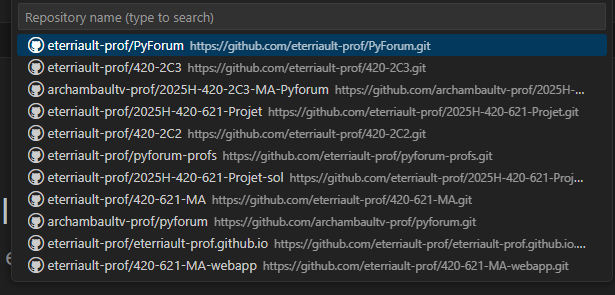 Repository name (type to search)
eterriault-prof/PyForum https://github.com/eterriault-prof/PyForum.git
eterriault-prof/420-2C3 https://github.com/eterriault-prof/420-2C3.git
archambaultv-prof/2025H-420-2C3-MA-Pyforum https://github.com/archambaultv-prof/2025H-...
eterriault-prof/2025H-420-621-Projet https://github.com/eterriault-prof/2025H-420-621-Projet.git
eterriault-prof/420-2C2 https://github.com/eterriault-prof/420-2C2.git
eterriault-prof/pyforum-profs https://github.com/eterriault-prof/pyforum-profs.git
eterriault-prof/2025H-420-621-Projet-sol https://github.com/eterriault-prof/2025H-420-621-Proj...
eterriault-prof/420-621-MA https://github.com/eterriault-prof/420-621-MA.git
archambaultv-prof/pyforum https://github.com/archambaultv-prof/pyforum.git
eterriault-prof/eterriault-prof.github.io https://github.com/eterriault-prof/eterriault-prof.github.io....
eterriault-prof/420-621-MA-webapp https://github.com/eterriault-prof/420-621-MA-webapp.git